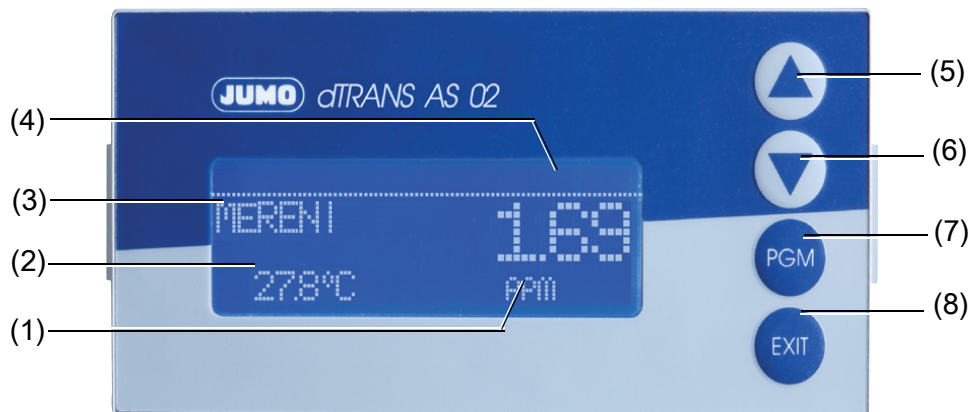 JUMO dTRANS AS 02
(5)
(4)
(6)
(3)
MERENI
1.69
(7)
PGM
(2)
27.8°C
PPM
(1)
(8)
EXIT